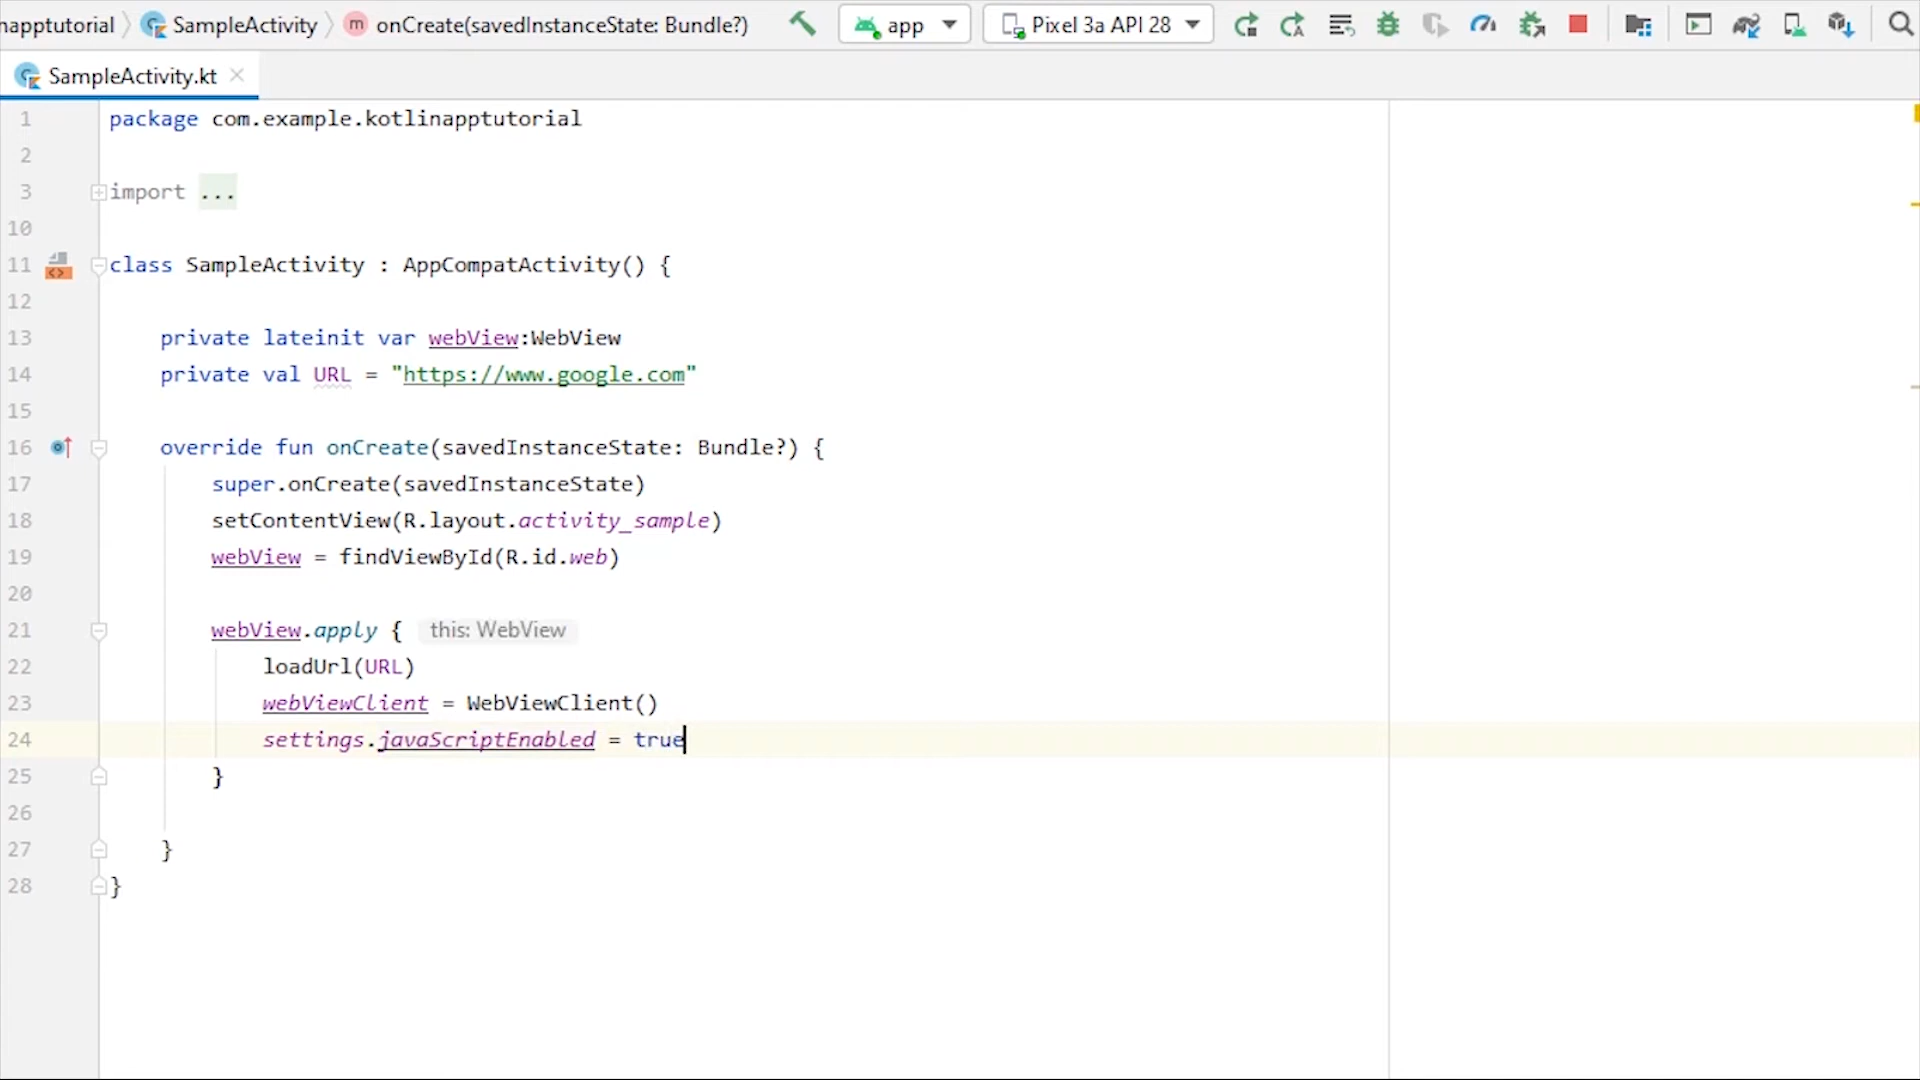 napptutorial SampleActivity m onCreate(savedInstanceState: Bundle?) app Pixel 3a API 28
SampleActivity.kt
1 package com.example.kotlinapptutorial
2
3 import ...
10
11 class SampleActivity : AppCompatActivity() {
12
13 private lateinit var webView:WebView
14 private val URL = "https://www.google.com"
15
16 override fun onCreate(savedInstanceState: Bundle?) {
17 super.onCreate(savedInstanceState)
18 setContentView(R.layout.activity_sample)
19 webView = findViewById(R.id.web)
20
21 webView.apply { this: WebView
22 loadUrl(URL)
23 webViewClient = WebViewClient()
24 settings.javaScriptEnabled = true
25 }
26
27 }
28 }